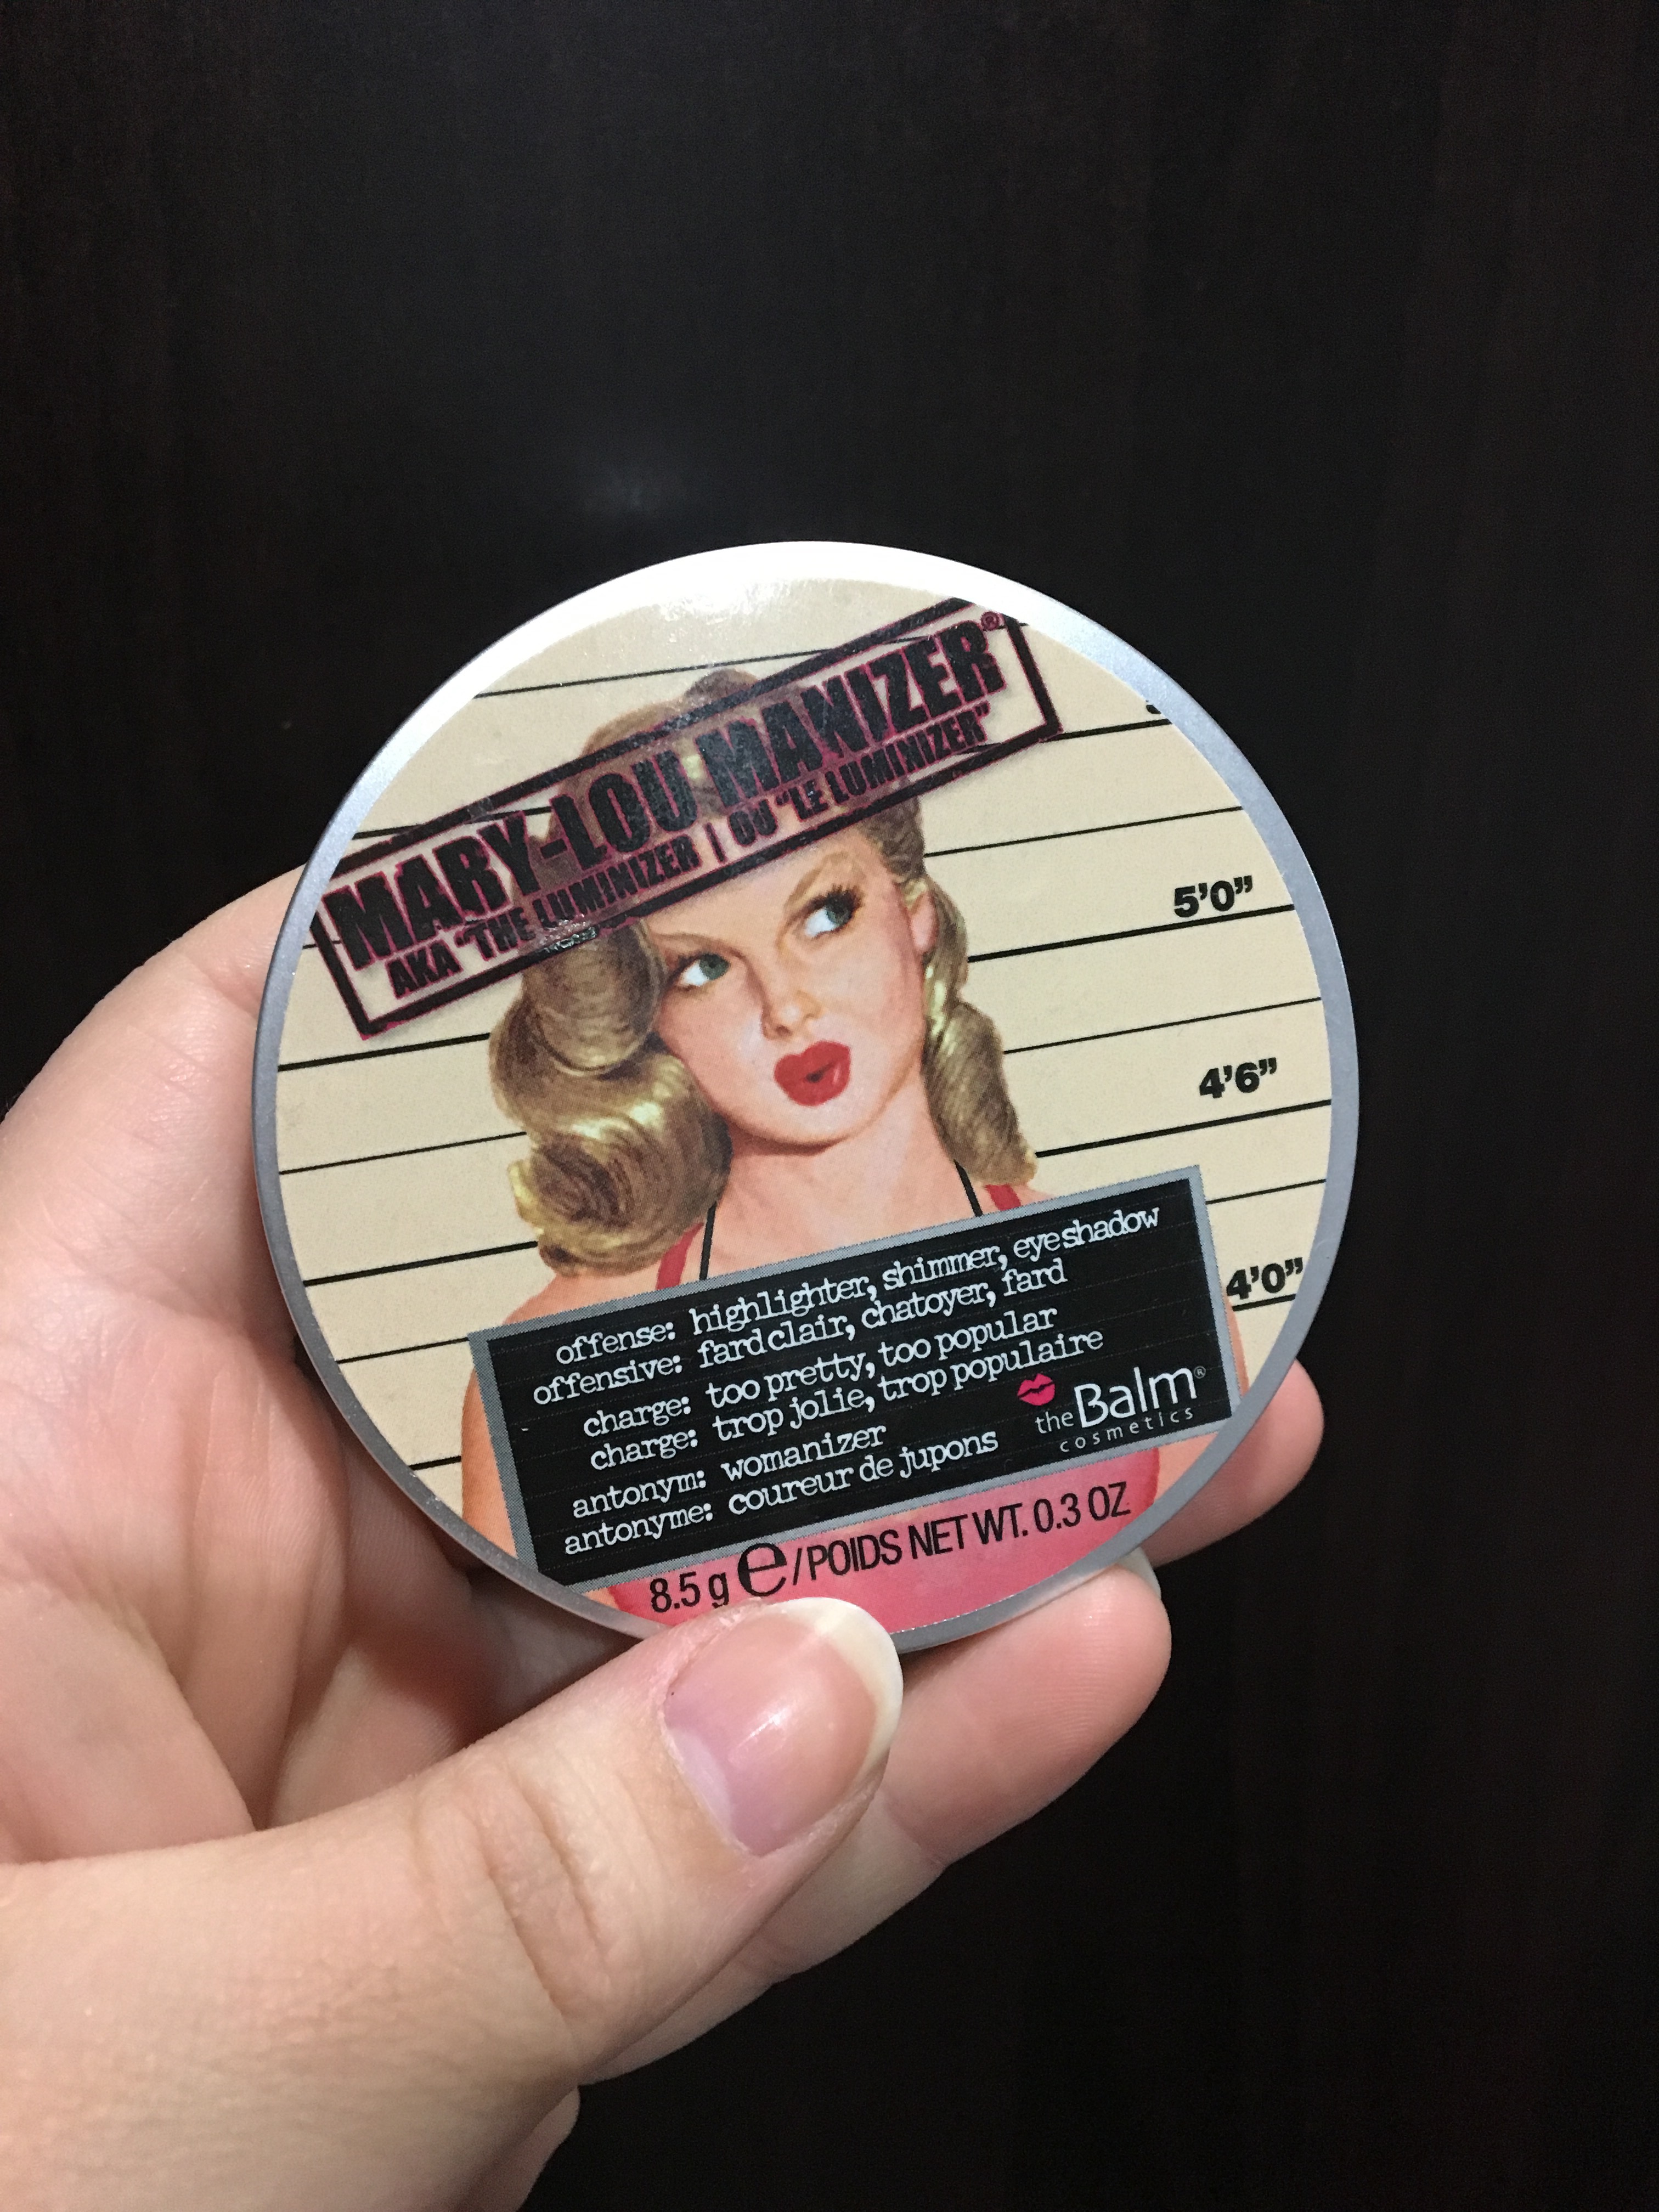 MARY-LOU MANIZER®
AKA "THE LUMINIZER | OU "LE LUMINIZER"
5'0"
4'6"
4'0"
offense: highlighter, shimmer, eyeshadow
offensive: fard clair, chatoyer, fard
charge: too pretty, too popular
charge: trop jolie, trop populaire
antonym: womanizer
antonyme: coureur de jupons
theBalm®
cosmetics
8.5 g e/POIDS NET WT. 0.3 OZ